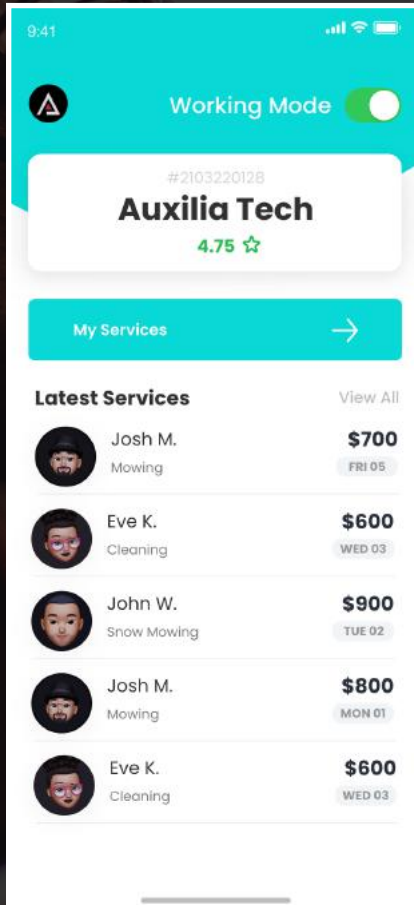 9:41
Working Mode
#2103220128
Auxilia Tech
4.75
My Services
Latest Services View All
Josh M. $700
Mowing FRI 05
Eve K. $600
Cleaning WED 03
John W. $900
Snow Mowing TUE 02
Josh M. $800
Mowing MON 01
Eve K. $600
Cleaning WED 03